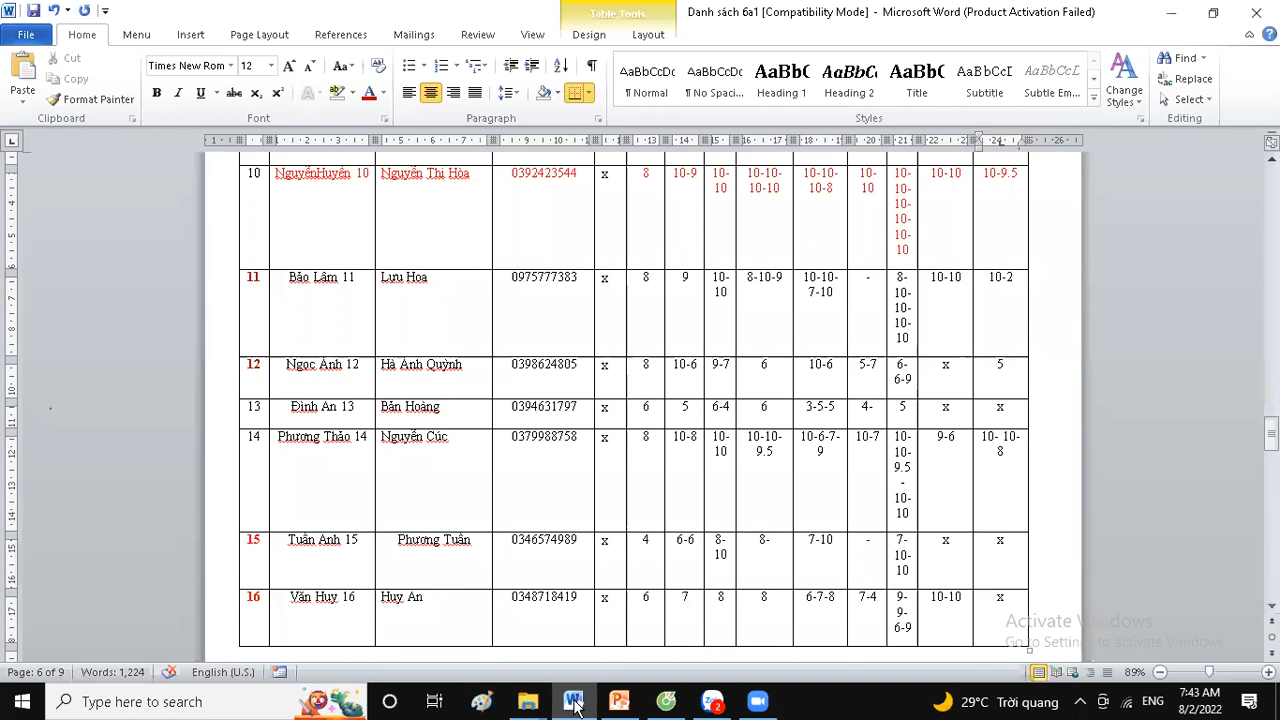 Table Tools
Danh sách 6a1 [Compatibility Mode] - Microsoft Word (Product Activation Failed)
File Home Menu Insert Page Layout References Mailings Review View Design Layout
Paste
Cut
Copy
Format Painter
Clipboard
Times New Rom 12
Font
Paragraph
AaBbCcDc AaBbCcDc AaBbC AaBbCc AaBbC AaBbCcDd AaBbCcDd
¶ Normal ¶ No Spaci... Heading 1 Heading 2 Title Subtitle Subtle Em...
Styles
Change
Styles
Find
Replace
Select
Editing
10 NguyễnHuyền 10 Nguyễn Thị Hòa 0392423544 x 8 10-9 10-10 10-10-10-10 10-10-10-8 10-10 10-10-10-10-10-10 10-10 10-9.5
11 Bảo Lâm 11 Lưu Hoa 0975777383 x 8 9 10-10 8-10-9 10-10-7-10 - 8-10-10-10-10 10-10 10-2
12 Ngọc Ánh 12 Hà Ánh Quỳnh 0398624805 x 8 10-6 9-7 6 10-6 5-7 6-6-9 x 5
13 Đình An 13 Bản Hoàng 0394631797 x 6 5 6-4 6 3-5-5 4- 5 x x
14 Phương Thảo 14 Nguyễn Cúc 0379988758 x 8 10-8 10-10 10-10-9.5 10-6-7-9 10-7 10-10-9.5-10-10 9-6 10- 10-8
15 Tuấn Anh 15 Phương Tuấn 0346574989 x 4 6-6 8-10 8- 7-10 - 7-10-10 x x
16 Văn Huy 16 Huy An 0348718419 x 6 7 8 8 6-7-8 7-4 9-9-6-9 10-10 x
Activate Windows
Go to Settings to activate Windows.
Page: 6 of 9 Words: 1,224 English (U.S.) 89%
Type here to search
29°C Trời quang
ENG
7:43 AM
8/2/2022